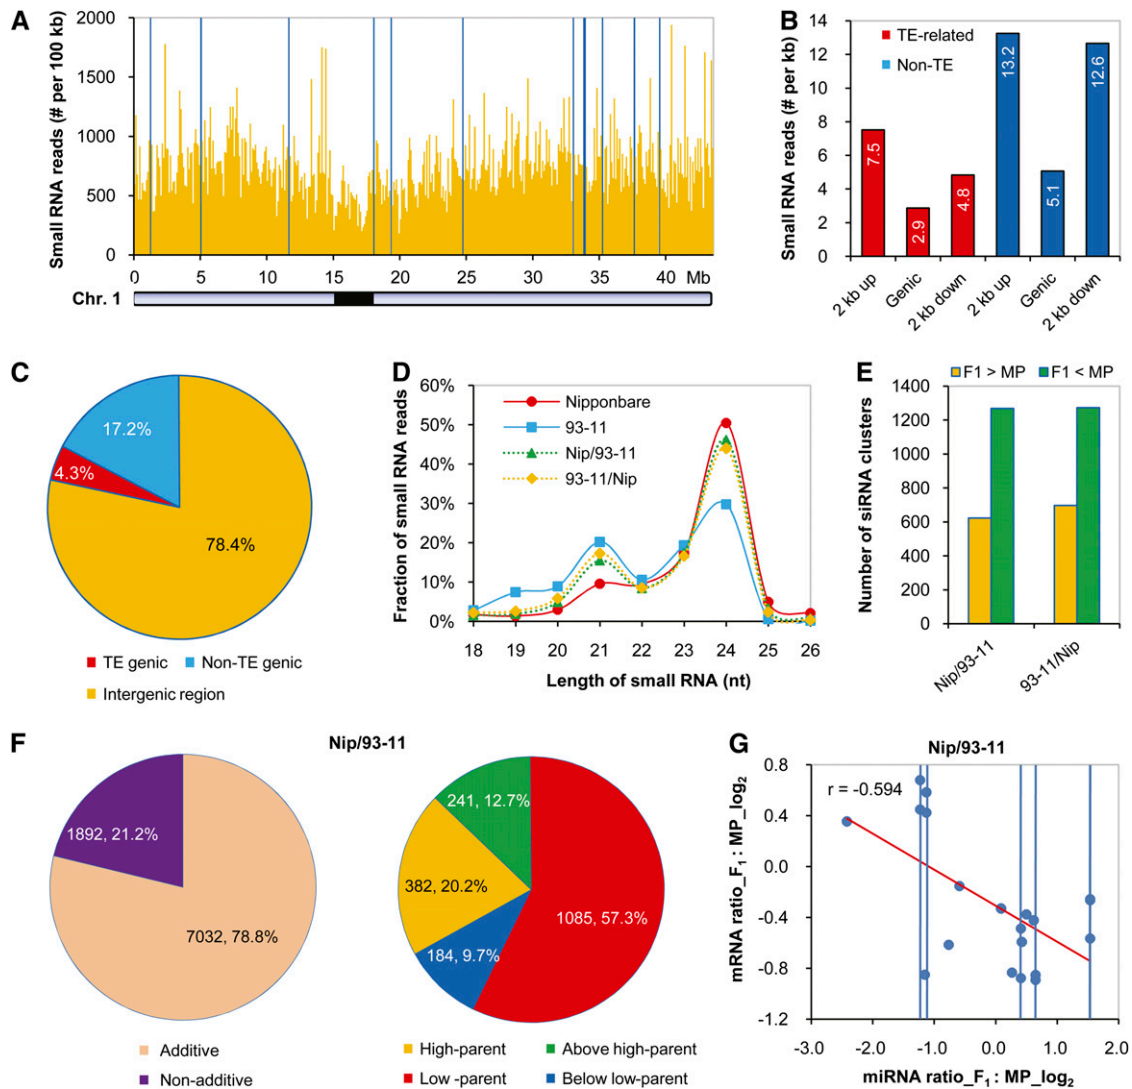 A
Small RNA reads (# per 100 kb)
2000
1500
1000
500
0
0 5 10 15 20 25 30 35 40 Mb
Chr. 1
B
Small RNA reads (# per kb)
14
12
10
8
6
4
2
0
TE-related
Non-TE
7.5
2.9
4.8
13.2
5.1
12.6
2 kb up
Genic
2 kb down
2 kb up
Genic
2 kb down
C
17.2%
4.3%
78.4%
TE genic Non-TE genic
Intergenic region
D
Fraction of small RNA reads
60%
50%
40%
30%
20%
10%
0%
Nipponbare
93-11
Nip/93-11
93-11/Nip
18 19 20 21 22 23 24 25 26
Length of small RNA (nt)
E
F1 > MP F1 < MP
Number of siRNA clusters
1400
1200
1000
800
600
400
200
0
Nip/93-11
93-11/Nip
F
Nip/93-11
1892, 21.2%
7032, 78.8%
Additive
Non-additive
241, 12.7%
382, 20.2%
1085, 57.3%
184, 9.7%
High-parent Above high-parent
Low -parent Below low-parent
G
Nip/93-11
mRNA ratio_F1 : MP_log2
0.8
0.4
0.0
-0.4
-0.8
-1.2
r = -0.594
-3.0 -2.0 -1.0 0.0 1.0 2.0
miRNA ratio_F1 : MP_log2